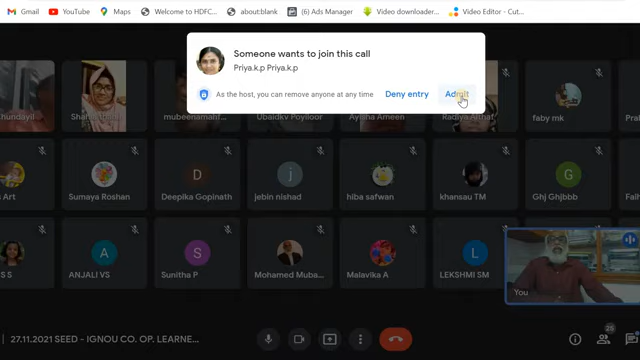 Gmail YouTube Maps Welcome to HDFC... about:blank (6) Ads Manager Video downloader... Video Editor - Cut...
Someone wants to join this call
Priya.k.p Priya.k.p
As the host, you can remove anyone at any time Deny entry Admit
Ubaidkv Poyiloor Ayisha Ameen Radiya Althaf faby mk
s Art Sumaya Roshan Deepika Gopinath jebin nishad hiba safwan khansau TM Ghj Ghjbbb
S S ANJALI VS Sunitha P Mohamed Muba... Malavika A LEKSHMI SM You
25
27.11.2021 SEED - IGNOU CO. OP. LEARNE...